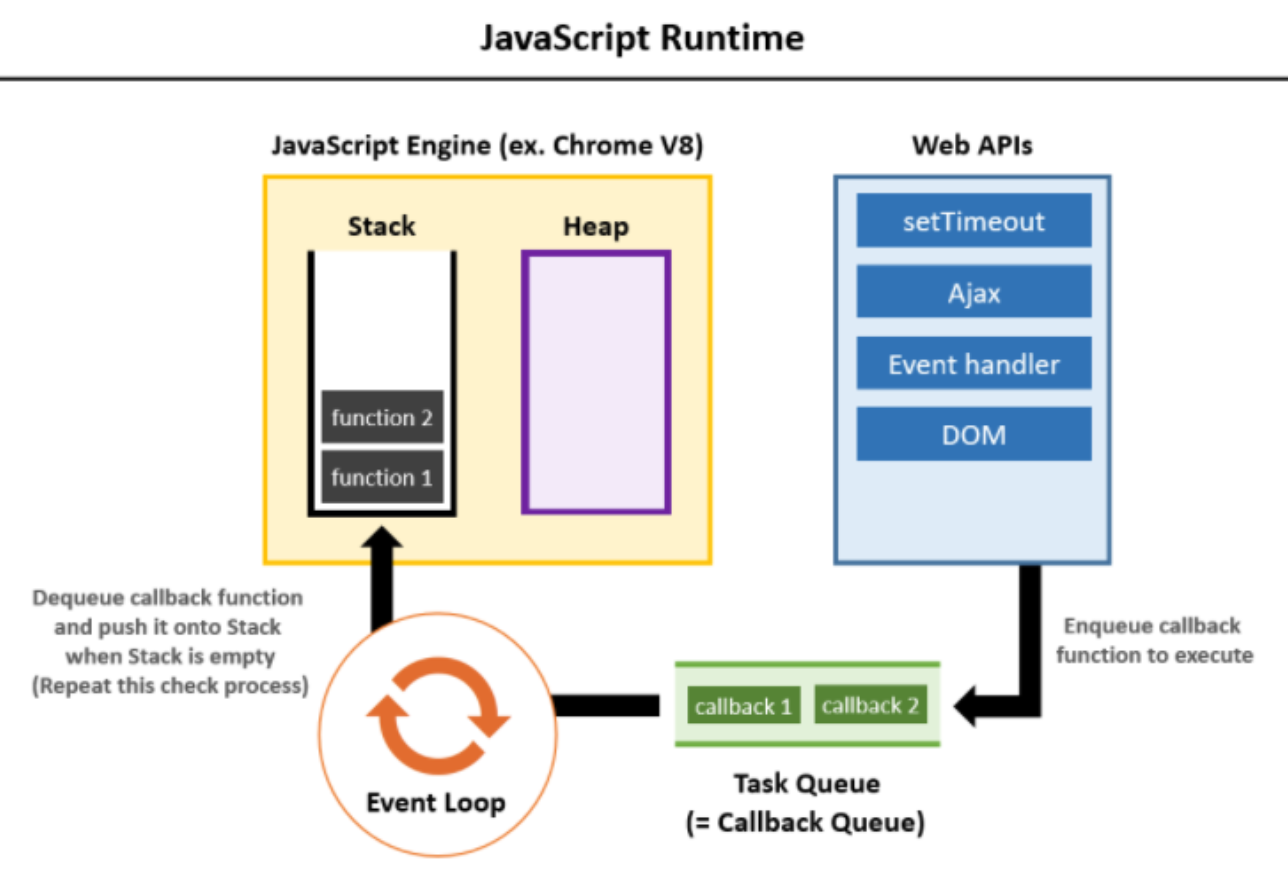 JavaScript Runtime
JavaScript Engine (ex. Chrome V8)
Stack
Heap
function 2
function 1
Web APIs
setTimeout
Ajax
Event handler
DOM
Dequeue callback function
and push it onto Stack
when Stack is empty
(Repeat this check process)
Event Loop
callback 1
callback 2
Task Queue
(= Callback Queue)
Enqueue callback
function to execute